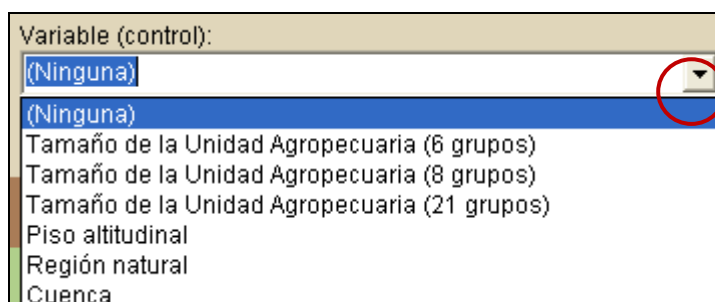 Variable (control):
(Ninguna)
(Ninguna)
Tamaño de la Unidad Agropecuaria (6 grupos)
Tamaño de la Unidad Agropecuaria (8 grupos)
Tamaño de la Unidad Agropecuaria (21 grupos)
Piso altitudinal
Región natural
Cuenca